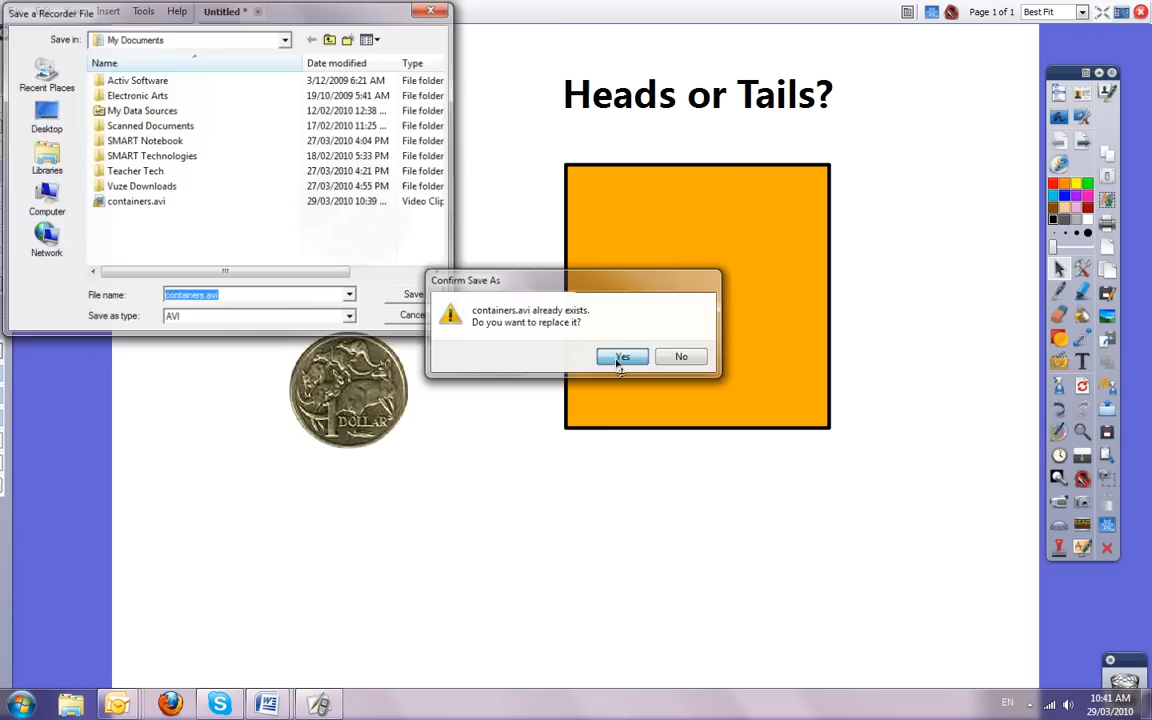 Save a Recorder File
Insert Tools Help Untitled *
Page 1 of 1 Best Fit
Save in: My Documents
Name Date modified Type
Recent Places
Desktop
Libraries
Computer
Network
Activ Software 3/12/2009 6:21 AM File folder
Electronic Arts 19/10/2009 5:41 AM File folder
My Data Sources 12/02/2010 12:38 ... File folder
Scanned Documents 17/02/2010 11:25 ... File folder
SMART Notebook 27/03/2010 4:04 PM File folder
SMART Technologies 18/02/2010 5:33 PM File folder
Teacher Tech 27/03/2010 4:21 PM File folder
Vuze Downloads 27/03/2010 4:55 PM File folder
containers.avi 29/03/2010 10:39 ... Video Clip
File name: containers.avi Save
Save as type: AVI Cance
Heads or Tails?
Confirm Save As
containers.avi already exists.
Do you want to replace it?
Yes No
1 DOLLAR
EN 10:41 AM
29/03/2010